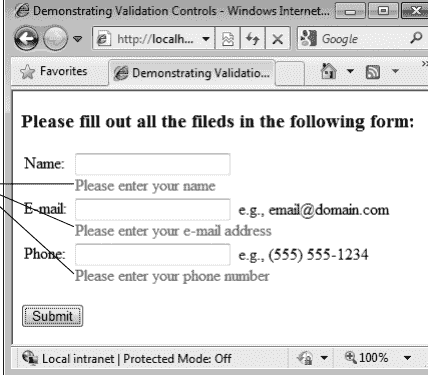 Demonstrating Validation Controls - Windows Internet...
http://localh...
Google
Favorites
Demonstrating Validatio...
Please fill out all the fileds in the following form:
Name:
Please enter your name
E-mail: e.g., email@domain.com
Please enter your e-mail address
Phone: e.g., (555) 555-1234
Please enter your phone number
Submit
Local intranet | Protected Mode: Off 100%